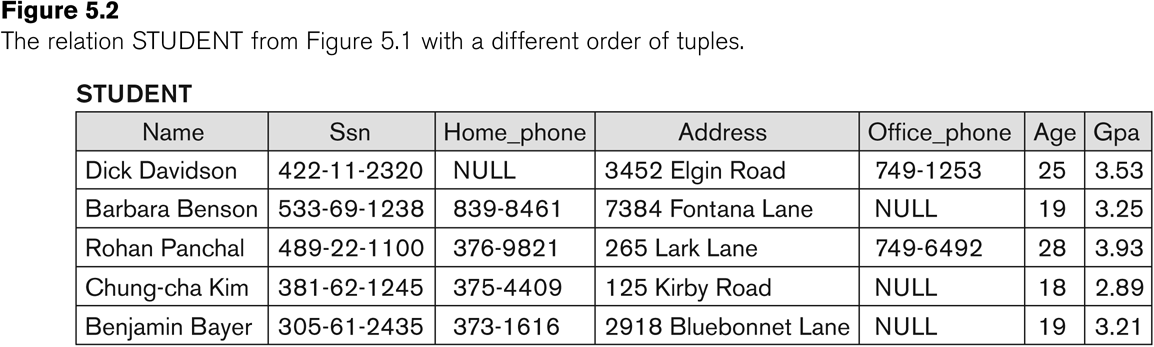 Figure 5.2
The relation STUDENT from Figure 5.1 with a different order of tuples.
STUDENT
Name Ssn Home_phone Address Office_phone Age Gpa
Dick Davidson 422-11-2320 NULL 3452 Elgin Road 749-1253 25 3.53
Barbara Benson 533-69-1238 839-8461 7384 Fontana Lane NULL 19 3.25
Rohan Panchal 489-22-1100 376-9821 265 Lark Lane 749-6492 28 3.93
Chung-cha Kim 381-62-1245 375-4409 125 Kirby Road NULL 18 2.89
Benjamin Bayer 305-61-2435 373-1616 2918 Bluebonnet Lane NULL 19 3.21